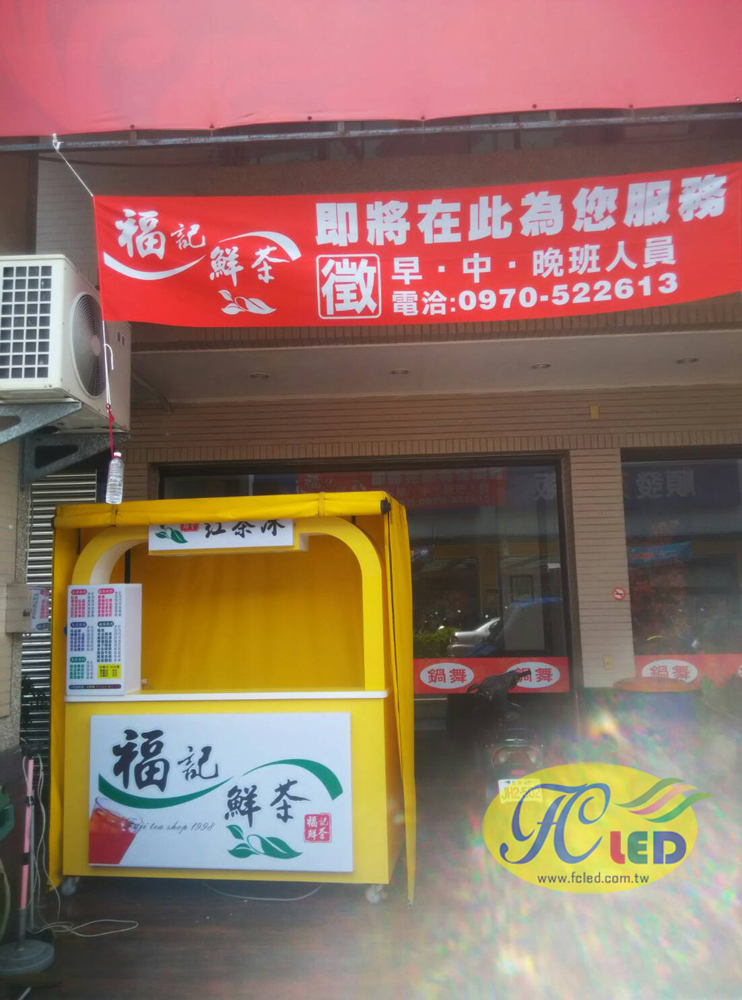 福記
鮮茶
即將在此為您服務
徵
早・中・晚班人員
電洽:0970-522613
紅茶冰
福記
鮮茶
Fuji tea shop 1998
福記
鮮茶
鍋舞
鍋舞
鍋舞
順發
FC LED
www.fcled.com.tw